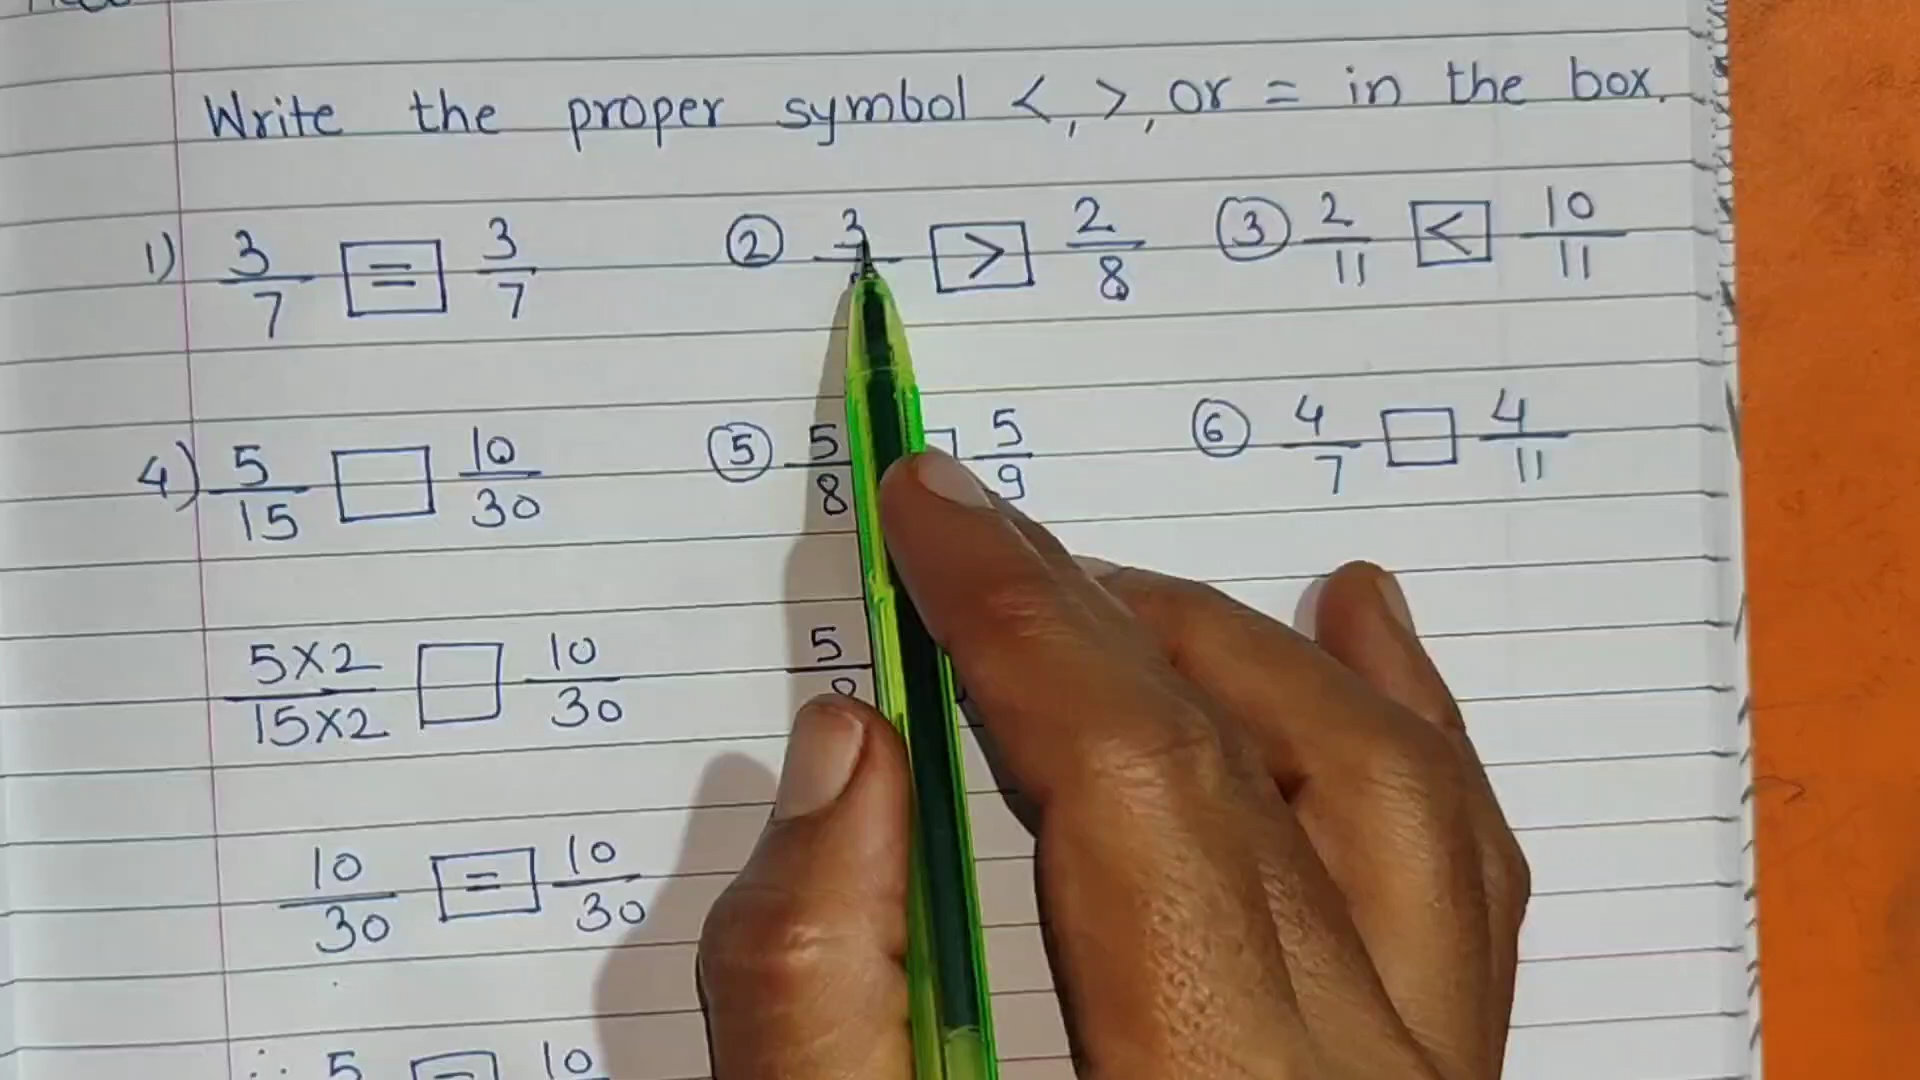 Write the proper symbol <, >, or = in the box.
1) 3/7 = 3/7 ② 3 > 2/8 ③ 2/11 < 10/11
4) 5/15 □ 10/30 ⑤ 5/8 □ 5/9 ⑥ 4/7 □ 4/11
5×2/15×2 □ 10/30 5/8
10/30 = 10/30
∴ 5 = 10